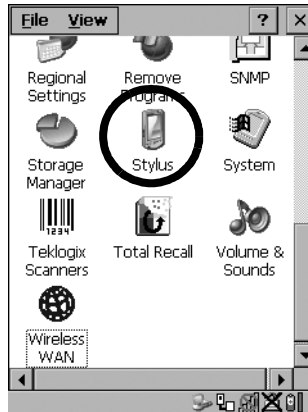 File View ? ×
Regional Settings
Remove Programs
SNMP
Storage Manager
Stylus
System
1234
Teklogix Scanners
Total Recall
Volume & Sounds
Wireless WAN